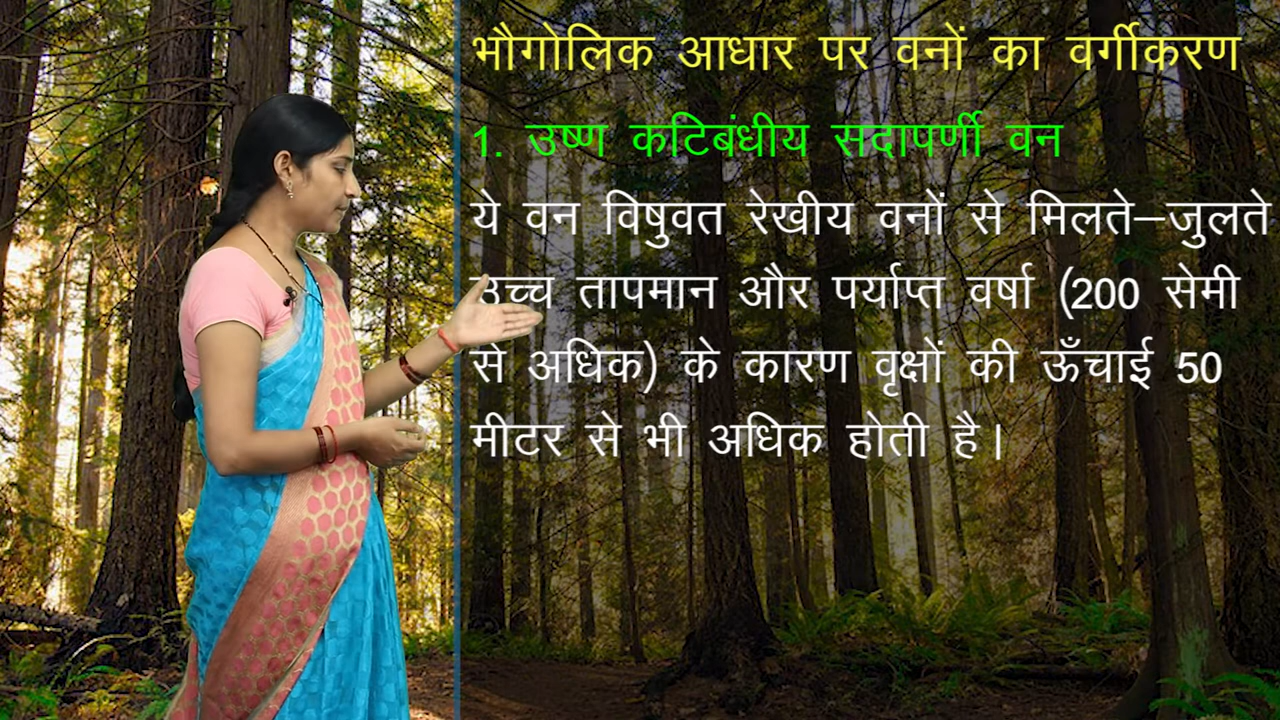 भौगोलिक आधार पर वनों का वर्गीकरण
1. उष्ण कटिबंधीय सदापर्णी वन
ये वन विषुवत रेखीय वनों से मिलते–जुलते
उच्च तापमान और पर्याप्त वर्षा (200 सेमी
से अधिक) के कारण वृक्षों की ऊँचाई 50
मीटर से भी अधिक होती है।